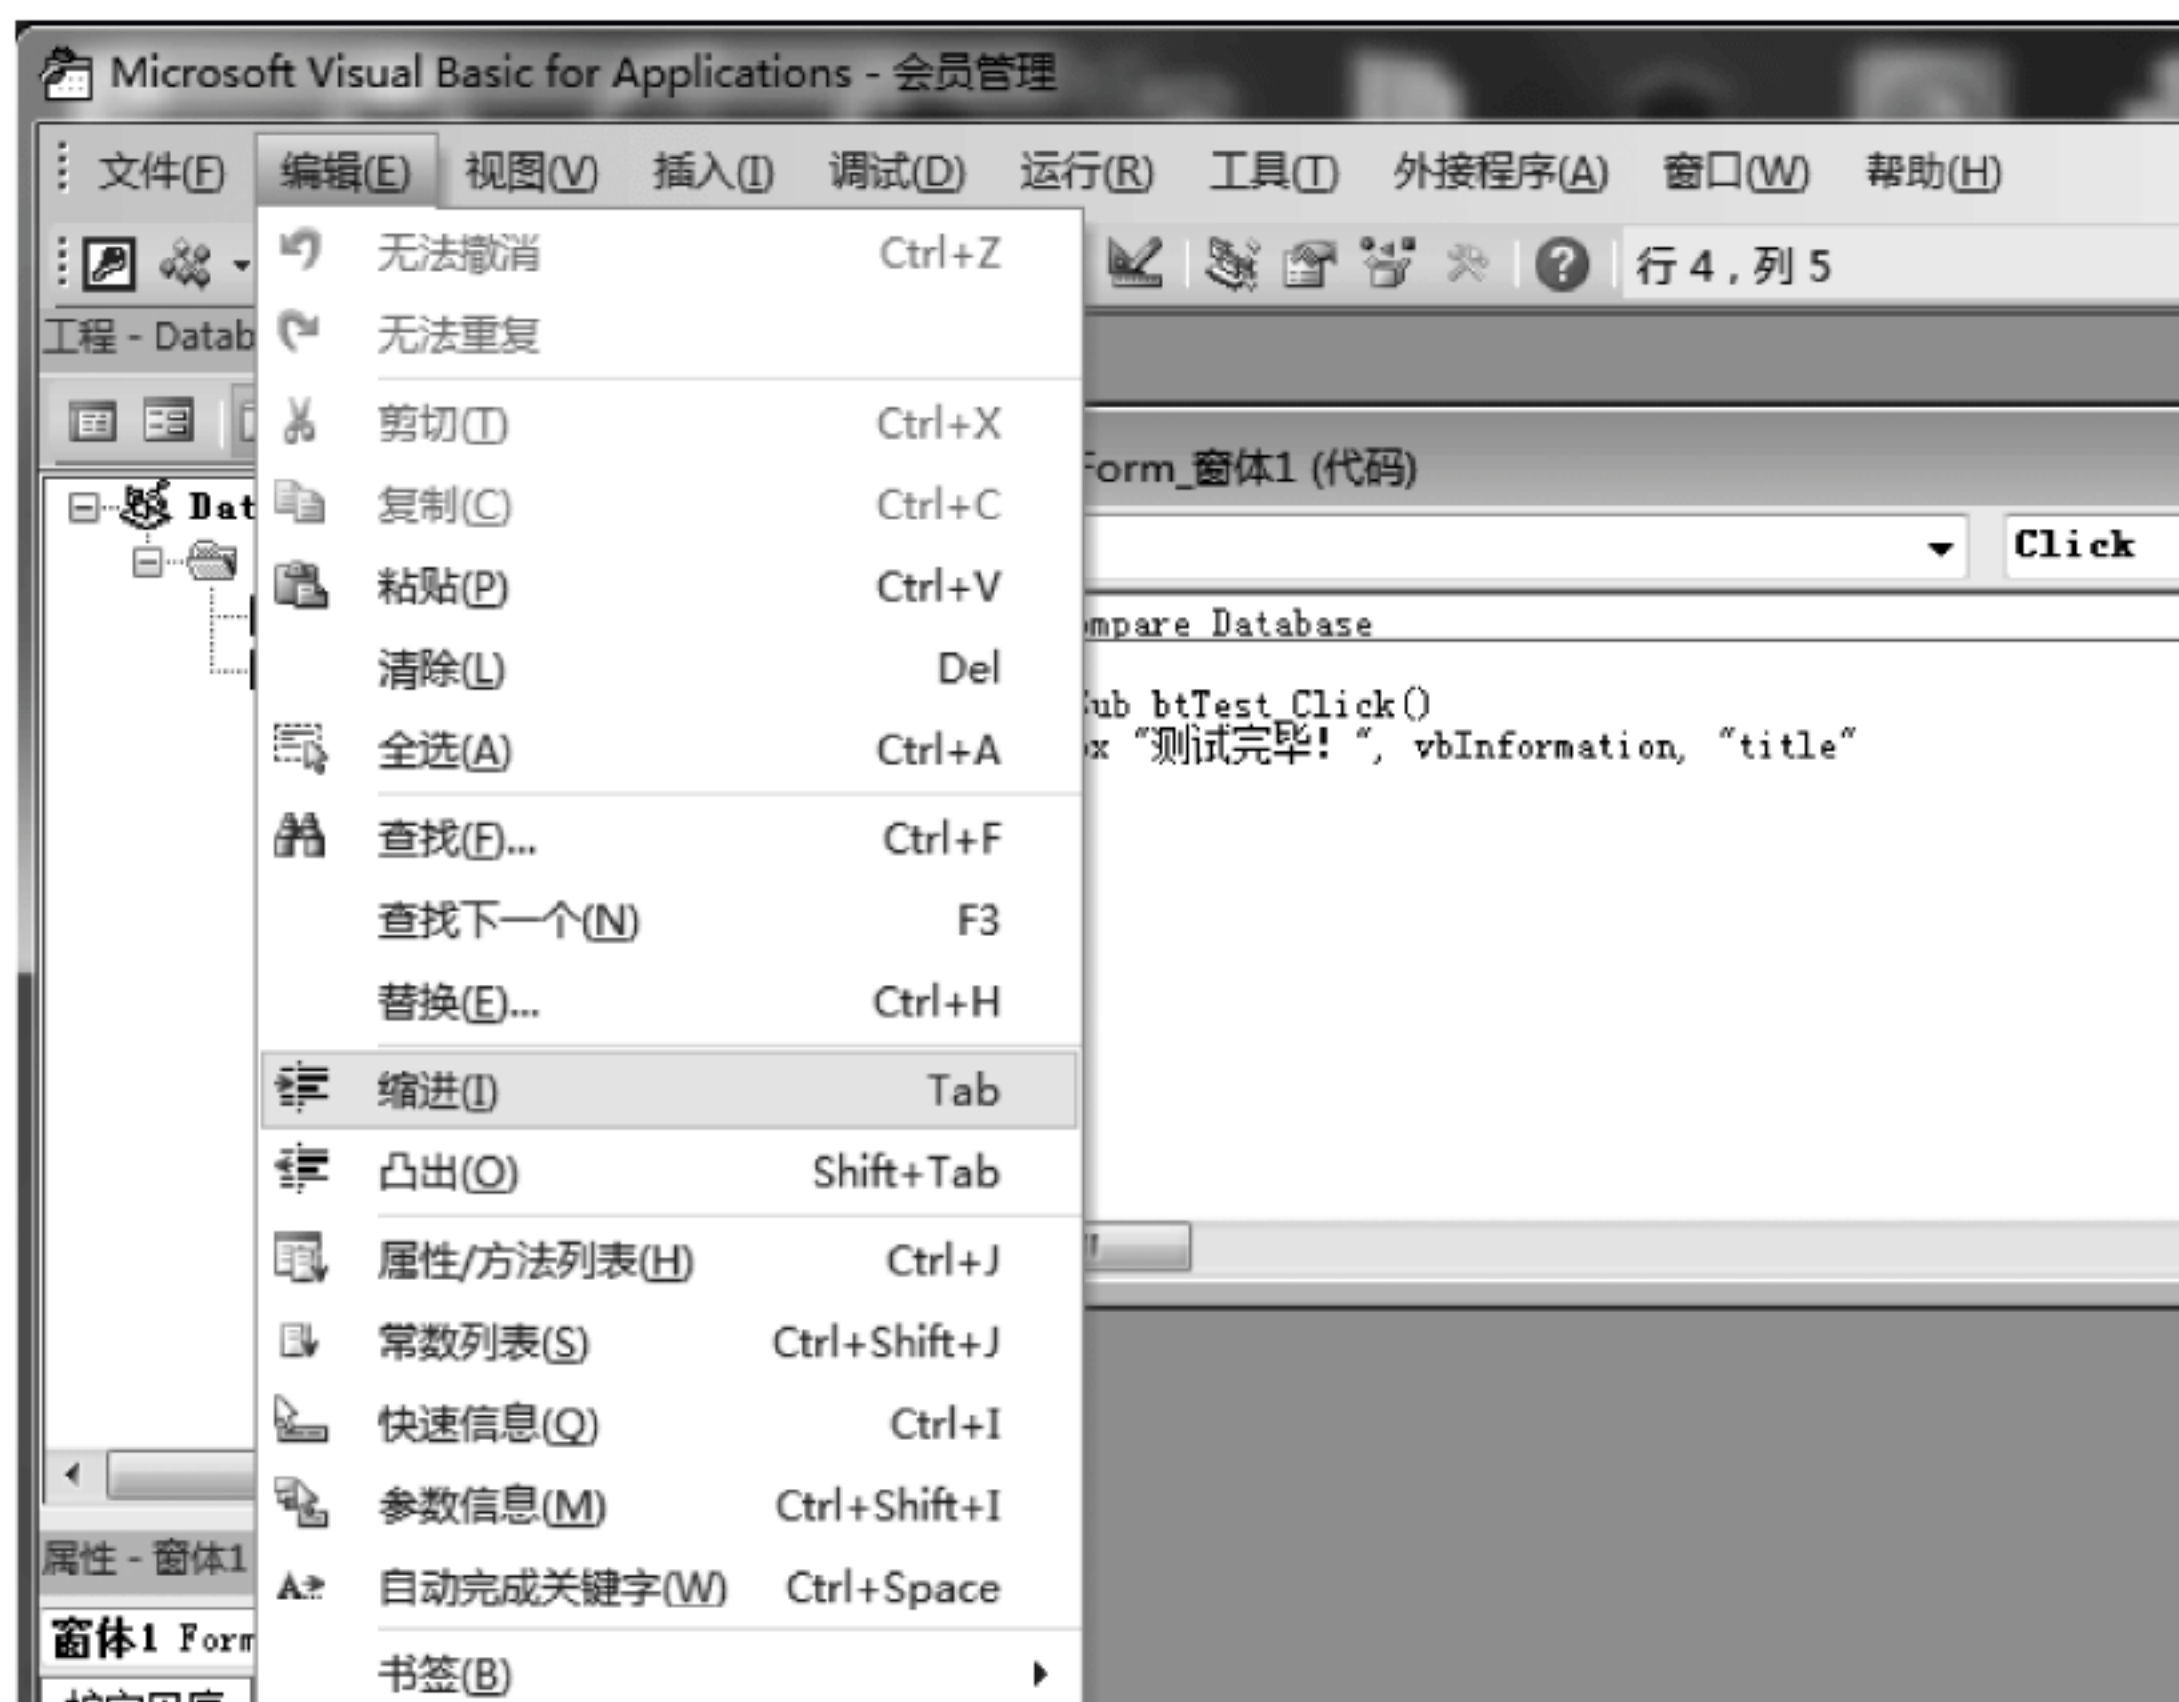 Microsoft Visual Basic for Applications - 会员管理
文件(F) 编辑(E) 视图(V) 插入(I) 调试(D) 运行(R) 工具(T) 外接程序(A) 窗口(W) 帮助(H)
行 4 , 列 5
工程 - Datab
Dat
无法撤消 Ctrl+Z
无法重复
剪切(T) Ctrl+X
复制(C) Ctrl+C
粘贴(P) Ctrl+V
清除(L) Del
全选(A) Ctrl+A
查找(F)... Ctrl+F
查找下一个(N) F3
替换(E)... Ctrl+H
缩进(I) Tab
凸出(O) Shift+Tab
属性/方法列表(H) Ctrl+J
常数列表(S) Ctrl+Shift+J
快速信息(Q) Ctrl+I
参数信息(M) Ctrl+Shift+I
自动完成关键字(W) Ctrl+Space
书签(B)
Form_窗体1 (代码)
Click
ompare Database
Sub btTest_Click()
ox "测试完毕！", vbInformation, "title"
属性 - 窗体1
窗体1 Form